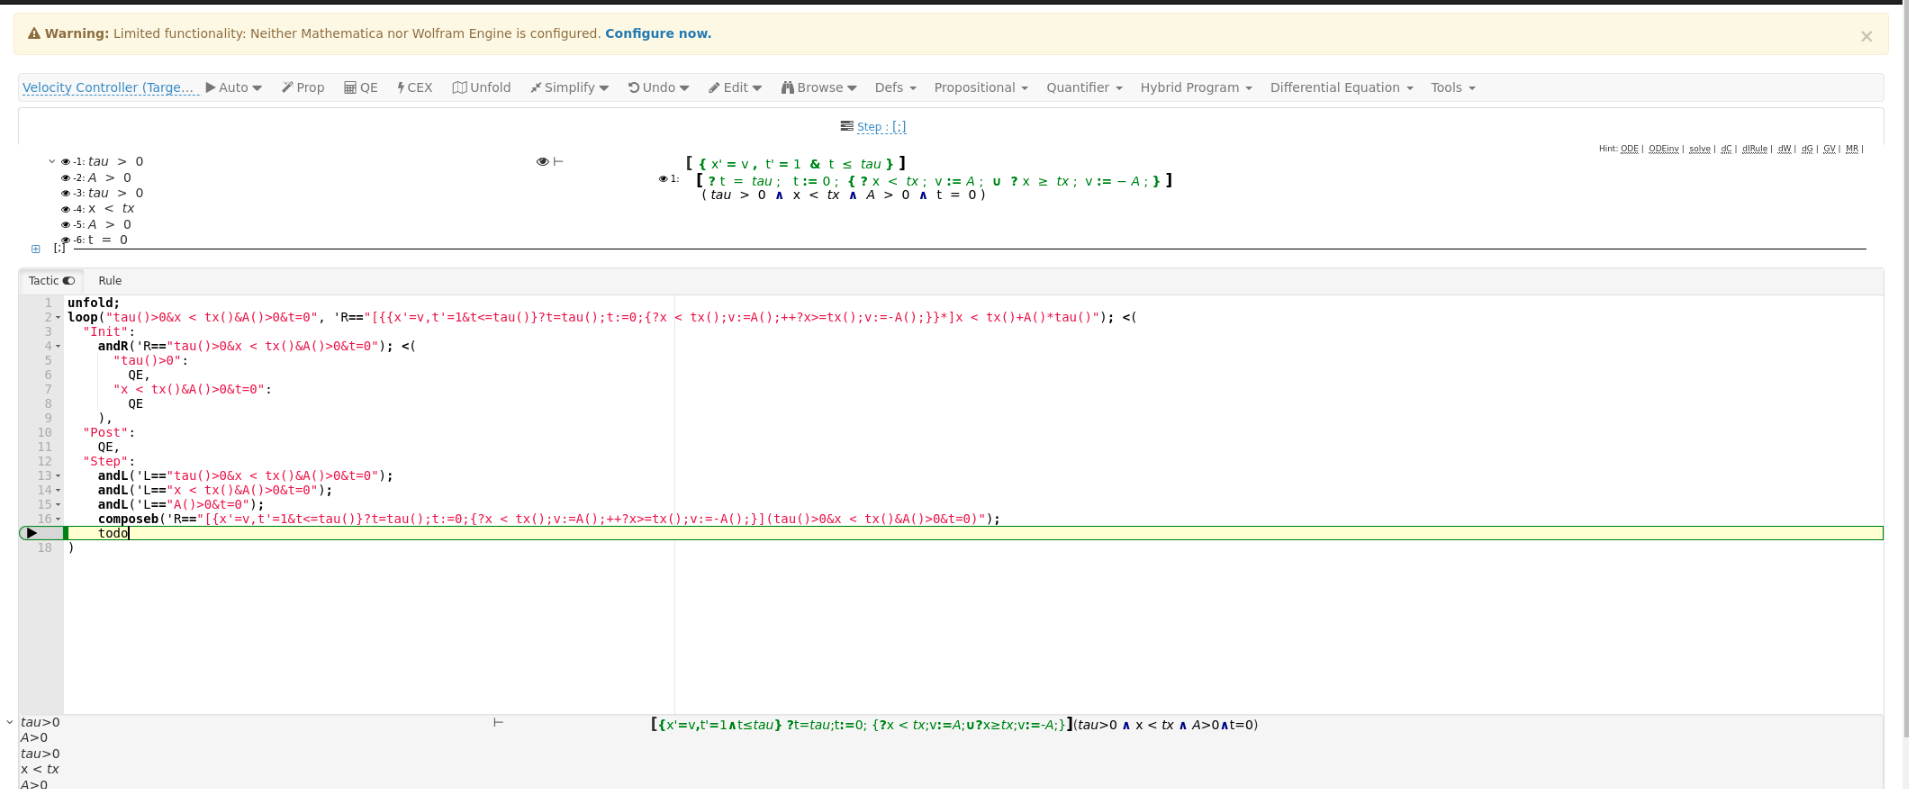 Warning: Limited functionality: Neither Mathematica nor Wolfram Engine is configured. Configure now. ×
Velocity Controller (Targe... Auto Prop QE CEX Unfold Simplify Undo Edit Browse Defs Propositional Quantifier Hybrid Program Differential Equation Tools
Step : [;]
Hint: ODE | ODEinv | solve | dC | dIRule | dW | dG | GV | MR |
-1: tau > 0 ⊢ [ { x' = v , t' = 1 & t ≤ tau } ]
-2: A > 0 1: [ ? t = tau ; t := 0 ; { ? x < tx ; v := A ; ∪ ? x ≥ tx ; v := − A ; } ]
-3: tau > 0 ( tau > 0 ∧ x < tx ∧ A > 0 ∧ t = 0 )
-4: x < tx
-5: A > 0
-6: t = 0
[;]
Tactic Rule
1 unfold;
2 loop("tau()>0&x < tx()&A()>0&t=0", 'R=="[{{x'=v,t'=1&t<=tau()}?t=tau();t:=0;{?x < tx();v:=A();++?x>=tx();v:=-A();}}*]x < tx()+A()*tau()"); <(
3 "Init":
4 andR('R=="tau()>0&x < tx()&A()>0&t=0"); <(
5 "tau()>0":
6 QE,
7 "x < tx()&A()>0&t=0":
8 QE
9 ),
10 "Post":
11 QE,
12 "Step":
13 andL('L=="tau()>0&x < tx()&A()>0&t=0");
14 andL('L=="x < tx()&A()>0&t=0");
15 andL('L=="A()>0&t=0");
16 composeb('R=="[{x'=v,t'=1&t<=tau()}?t=tau();t:=0;{?x < tx();v:=A();++?x>=tx();v:=-A();}](tau()>0&x < tx()&A()>0&t=0)");
todo
18 )
tau>0 ⊢ [{x'=v,t'=1∧t≤tau} ?t=tau;t:=0; {?x < tx;v:=A;∪?x≥tx;v:=-A;}](tau>0 ∧ x < tx ∧ A>0∧t=0)
A>0
tau>0
x < tx
A>0